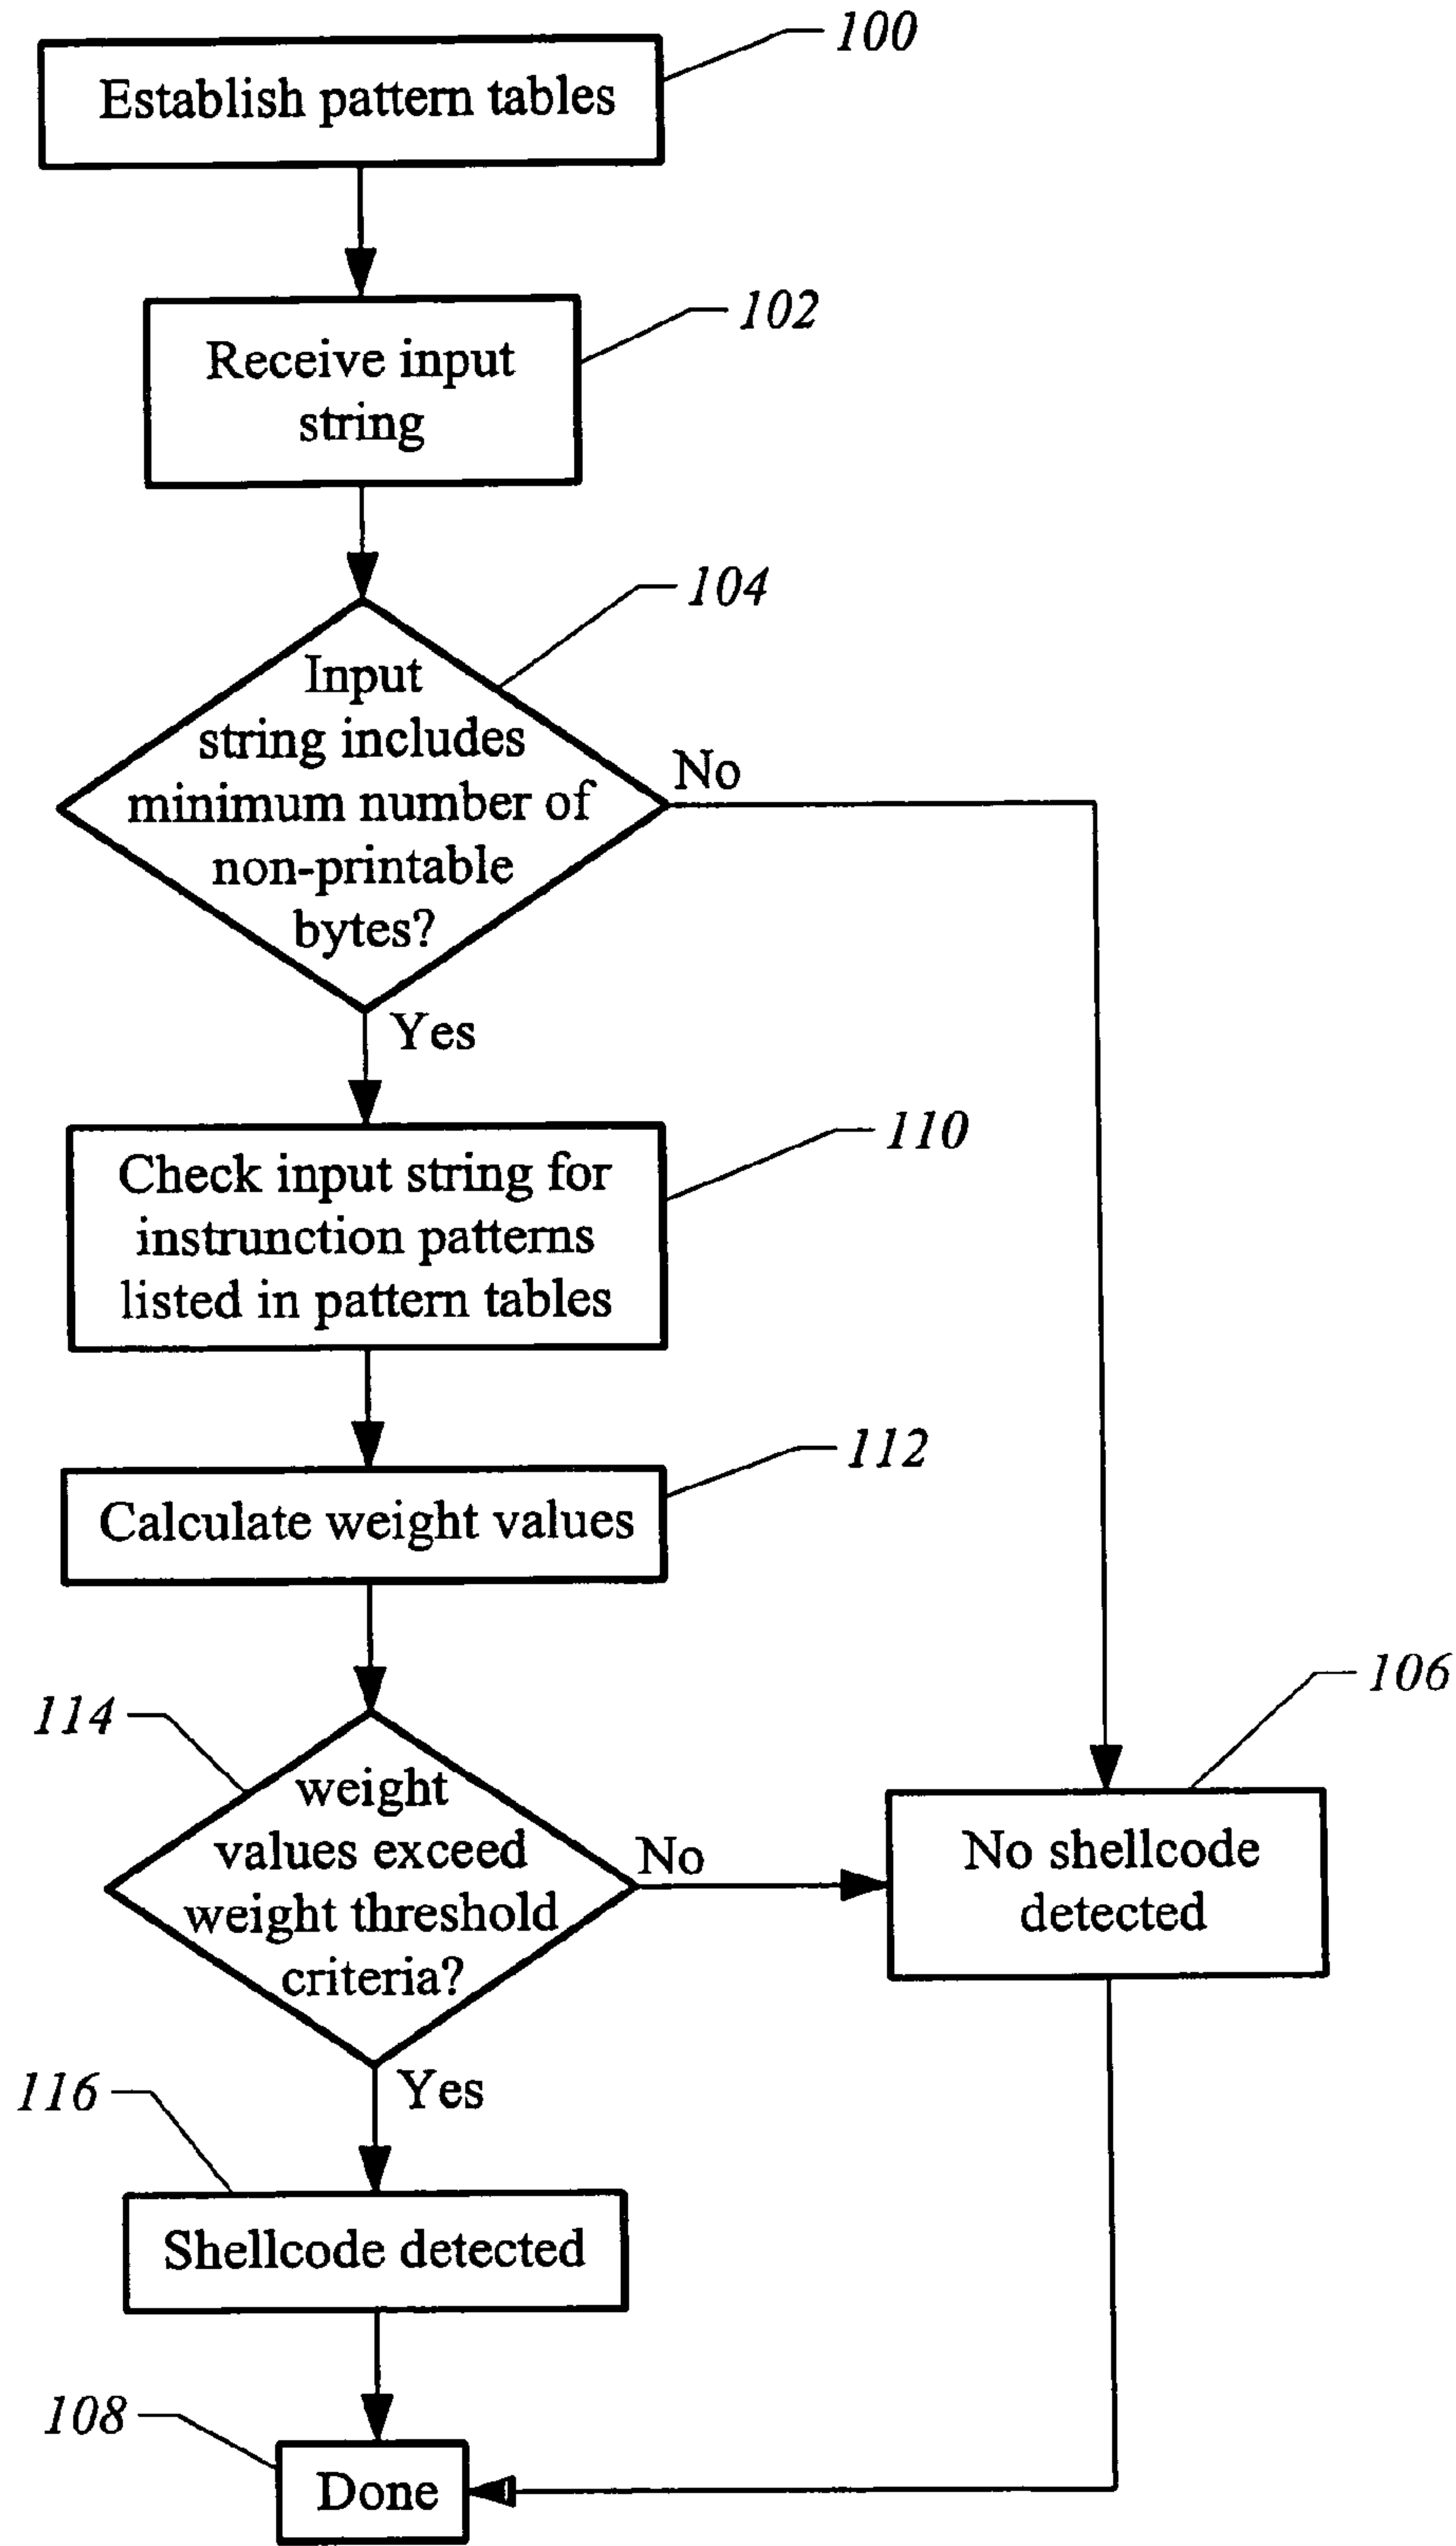 100
Establish pattern tables
102
Receive input
string
104
Input
string includes
minimum number of
non-printable
bytes?
No
Yes
110
Check input string for
instrunction patterns
listed in pattern tables
112
Calculate weight values
114
weight
values exceed
weight threshold
criteria?
No
106
No shellcode
detected
Yes
116
Shellcode detected
108
Done